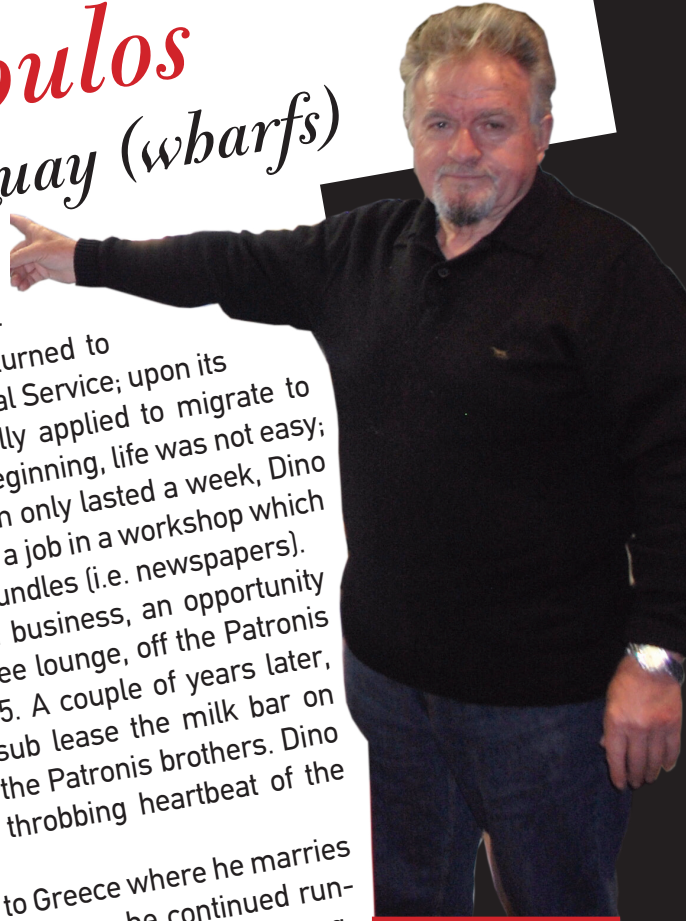 oulos
uay (wharfs)
urned to
al Service; upon its
lly applied to migrate to
eginning, life was not easy;
n only lasted a week, Dino
a job in a workshop which
undles (i.e. newspapers).
business, an opportunity
ee lounge, off the Patronis
5. A couple of years later,
sub lease the milk bar on
the Patronis brothers. Dino
throbbing heartbeat of the
to Greece where he marries
he continued run-